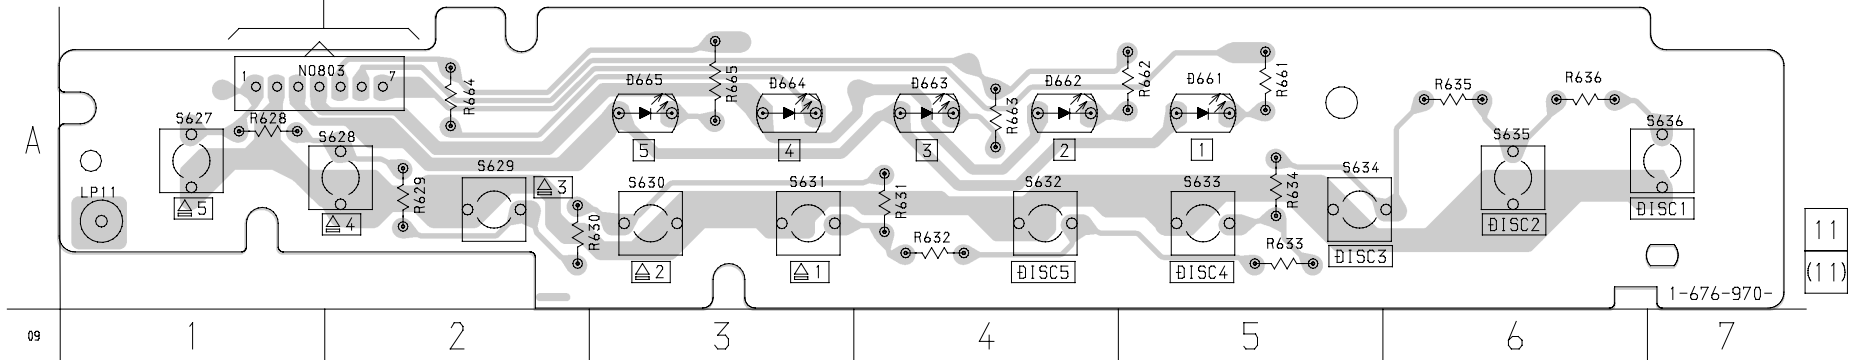 1 NO803 7
R664
D665
R665
D664
D663
R663
D662
R662
D661
R661
R635
R636
S627
R628
S628
S629
S635
S636
A
5
4
3
2
1
LP11
5
4
R629
3
R630
S630
S631
R631
S632
S633
R634
S634
DISC2
DISC1
R632
R633
DISC3
2
1
DISC5
DISC4
11
(11)
1-676-970-
09
1 2 3 4 5 6 7